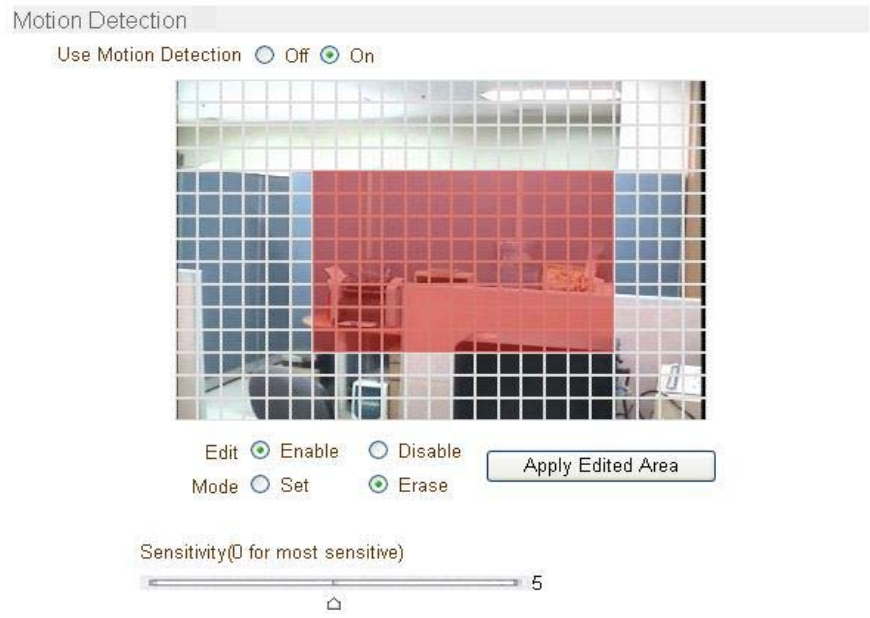 Motion Detection
Use Motion Detection Off On
Edit Enable Disable
Apply Edited Area
Mode Set Erase
Sensitivity(0 for most sensitive)
5